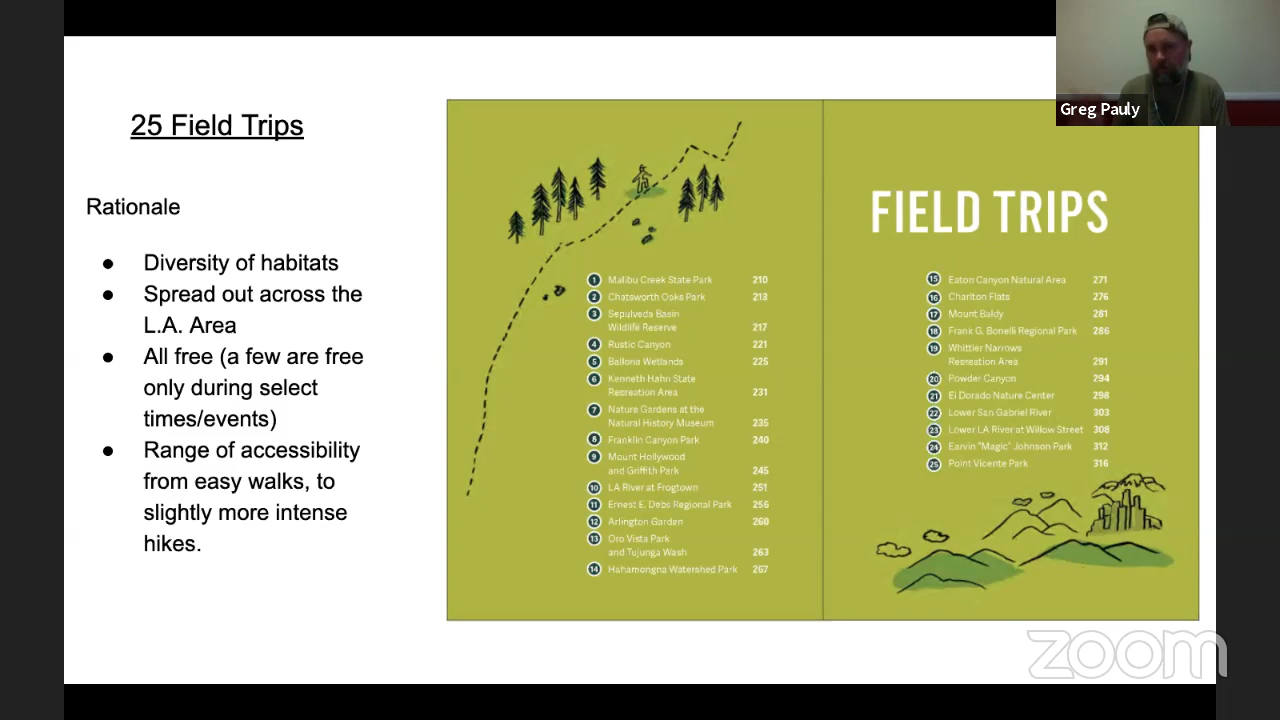 25 Field Trips
Rationale
● Diversity of habitats
● Spread out across the
L.A. Area
● All free (a few are free
only during select
times/events)
● Range of accessibility
from easy walks, to
slightly more intense
hikes.
1 Malibu Creek State Park 210
2 Chatsworth Oaks Park 213
3 Sepulveda Basin
Wildlife Reserve 217
4 Rustic Canyon 221
5 Ballona Wetlands 225
6 Kenneth Hahn State
Recreation Area 231
7 Nature Gardens at the
Natural History Museum 235
8 Franklin Canyon Park 240
9 Mount Hollywood
and Griffith Park 245
10 LA River at Frogtown 251
11 Ernest E. Debs Regional Park 256
12 Arlington Garden 260
13 Oro Vista Park
and Tujunga Wash 263
14 Hahamongna Watershed Park 267
FIELD TRIPS
15 Eaton Canyon Natural Area 271
16 Charlton Flats 276
17 Mount Baldy 281
18 Frank G. Bonelli Regional Park 286
19 Whittier Narrows
Recreation Area 291
20 Powder Canyon 294
21 El Dorado Nature Center 298
22 Lower San Gabriel River 303
23 Lower LA River at Willow Street 308
24 Earvin "Magic" Johnson Park 312
25 Point Vicente Park 316
Greg Pauly
zoom